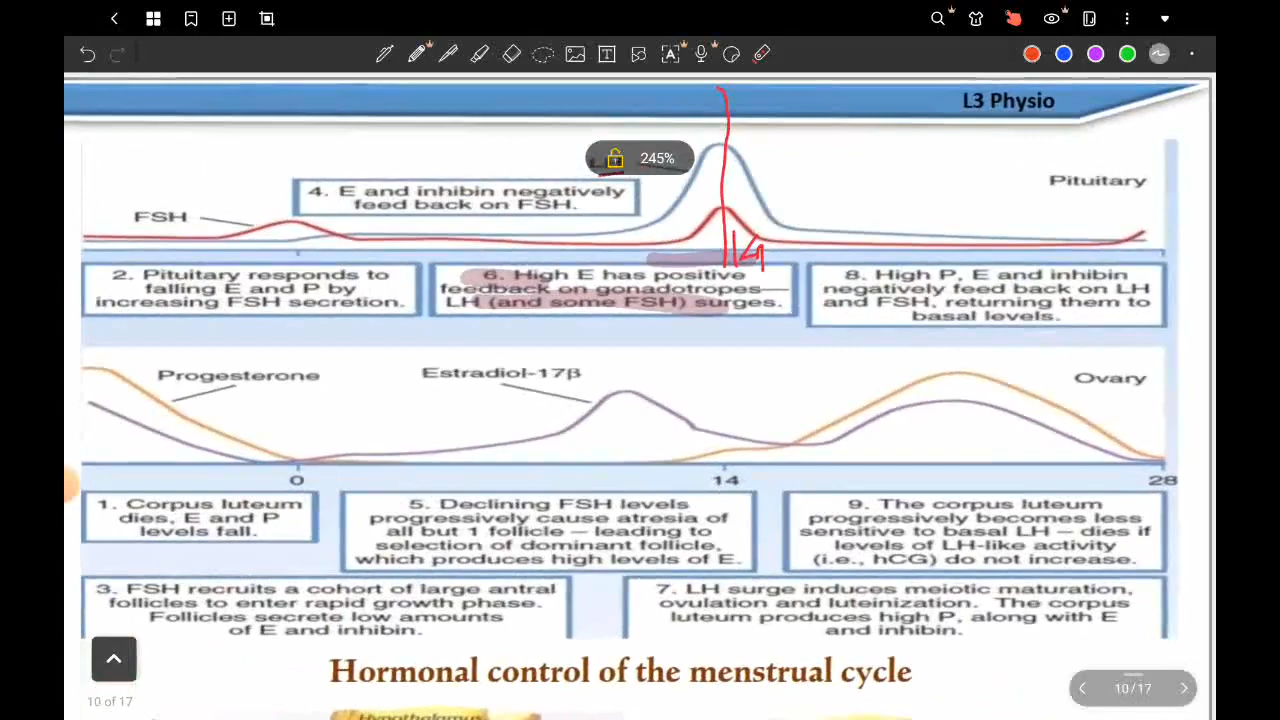 L3 Physio
245%
Pituitary
4. E and inhibin negatively
feed back on FSH.
FSH
2. Pituitary responds to
falling E and P by
increasing FSH secretion.
6. High E has positive
feedback on gonadotropes—
LH (and some FSH) surges.
8. High P, E and inhibin
negatively feed back on LH
and FSH, returning them to
basal levels.
Progesterone
Estradiol-17β
Ovary
0
14
28
1. Corpus luteum
dies, E and P
levels fall.
5. Declining FSH levels
progressively cause atresia of
all but 1 follicle – leading to
selection of dominant follicle,
which produces high levels of E.
9. The corpus luteum
progressively becomes less
sensitive to basal LH – dies if
levels of LH-like activity
(i.e., hCG) do not increase.
3. FSH recruits a cohort of large antral
follicles to enter rapid growth phase.
Follicles secrete low amounts
of E and inhibin.
7. LH surge induces meiotic maturation,
ovulation and luteinization. The corpus
luteum produces high P, along with E
and inhibin.
Hormonal control of the menstrual cycle
10 of 17
10/17
Hypothalamus